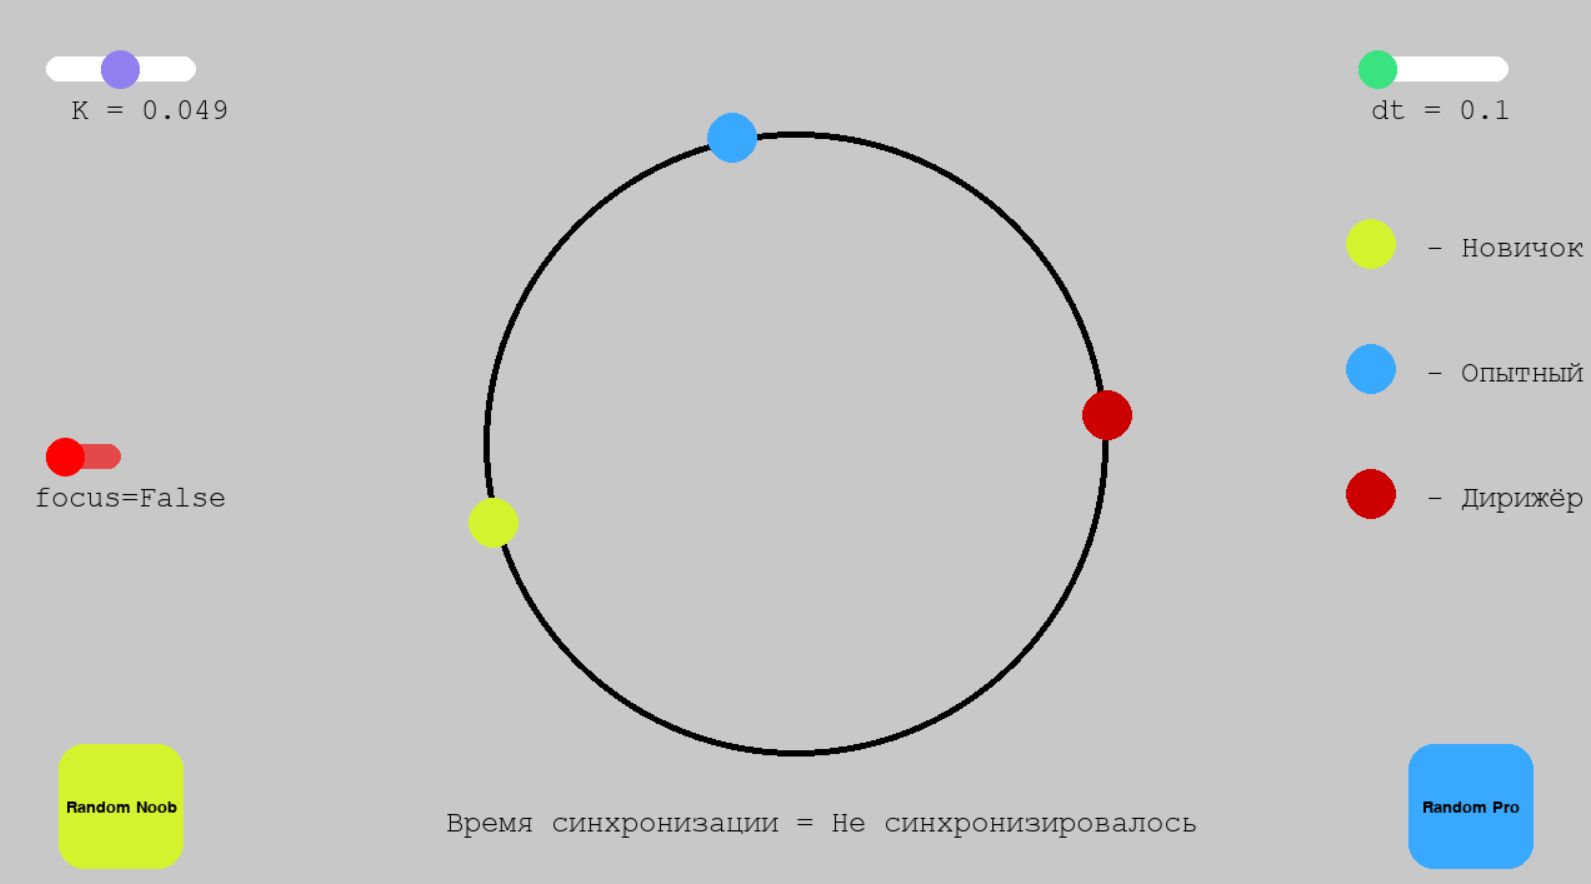 K = 0.049
dt = 0.1
- Новичок
- Опытный
- Дирижёр
focus=False
Random Noob
Random Pro
Время синхронизации = Не синхронизировалось